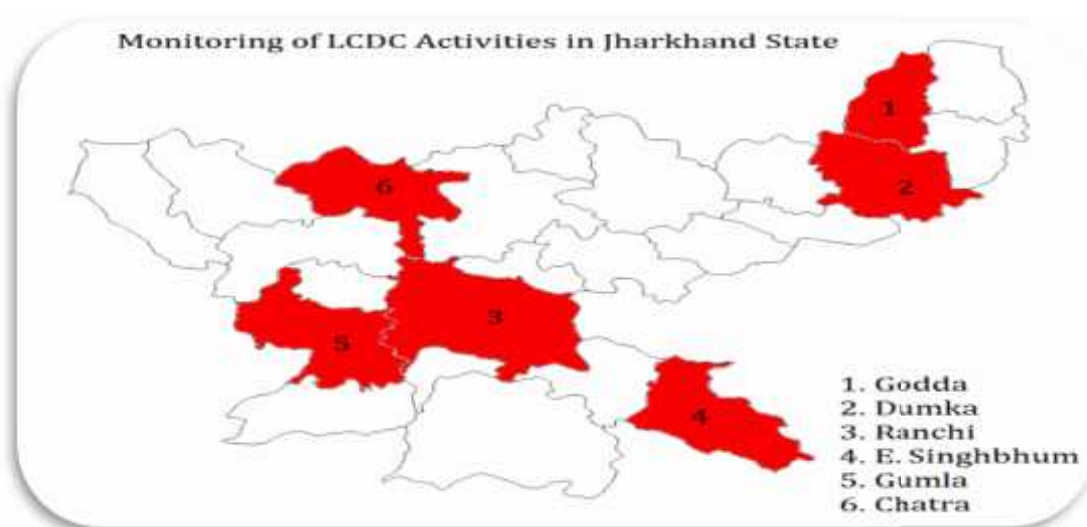 Monitoring of LCDC Activities in Jharkhand State
1
6
2
3
5
4
1. Godda
2. Dumka
3. Ranchi
4. E. Singhbhum
5. Gumla
6. Chatra